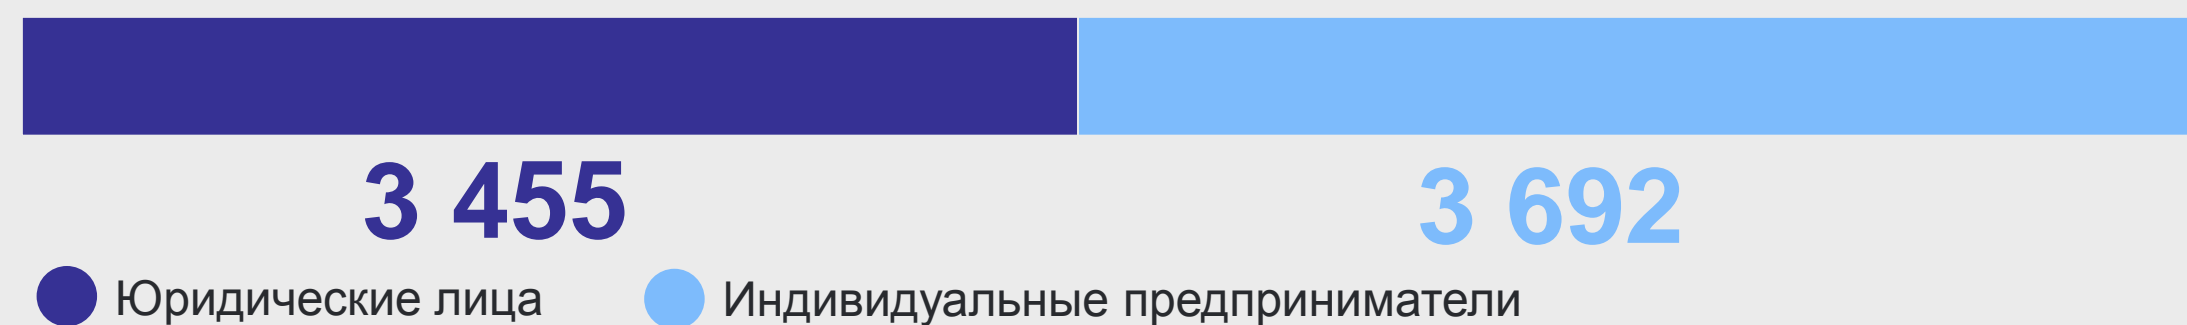 3 455 3 692
Юридические лица Индивидуальные предприниматели